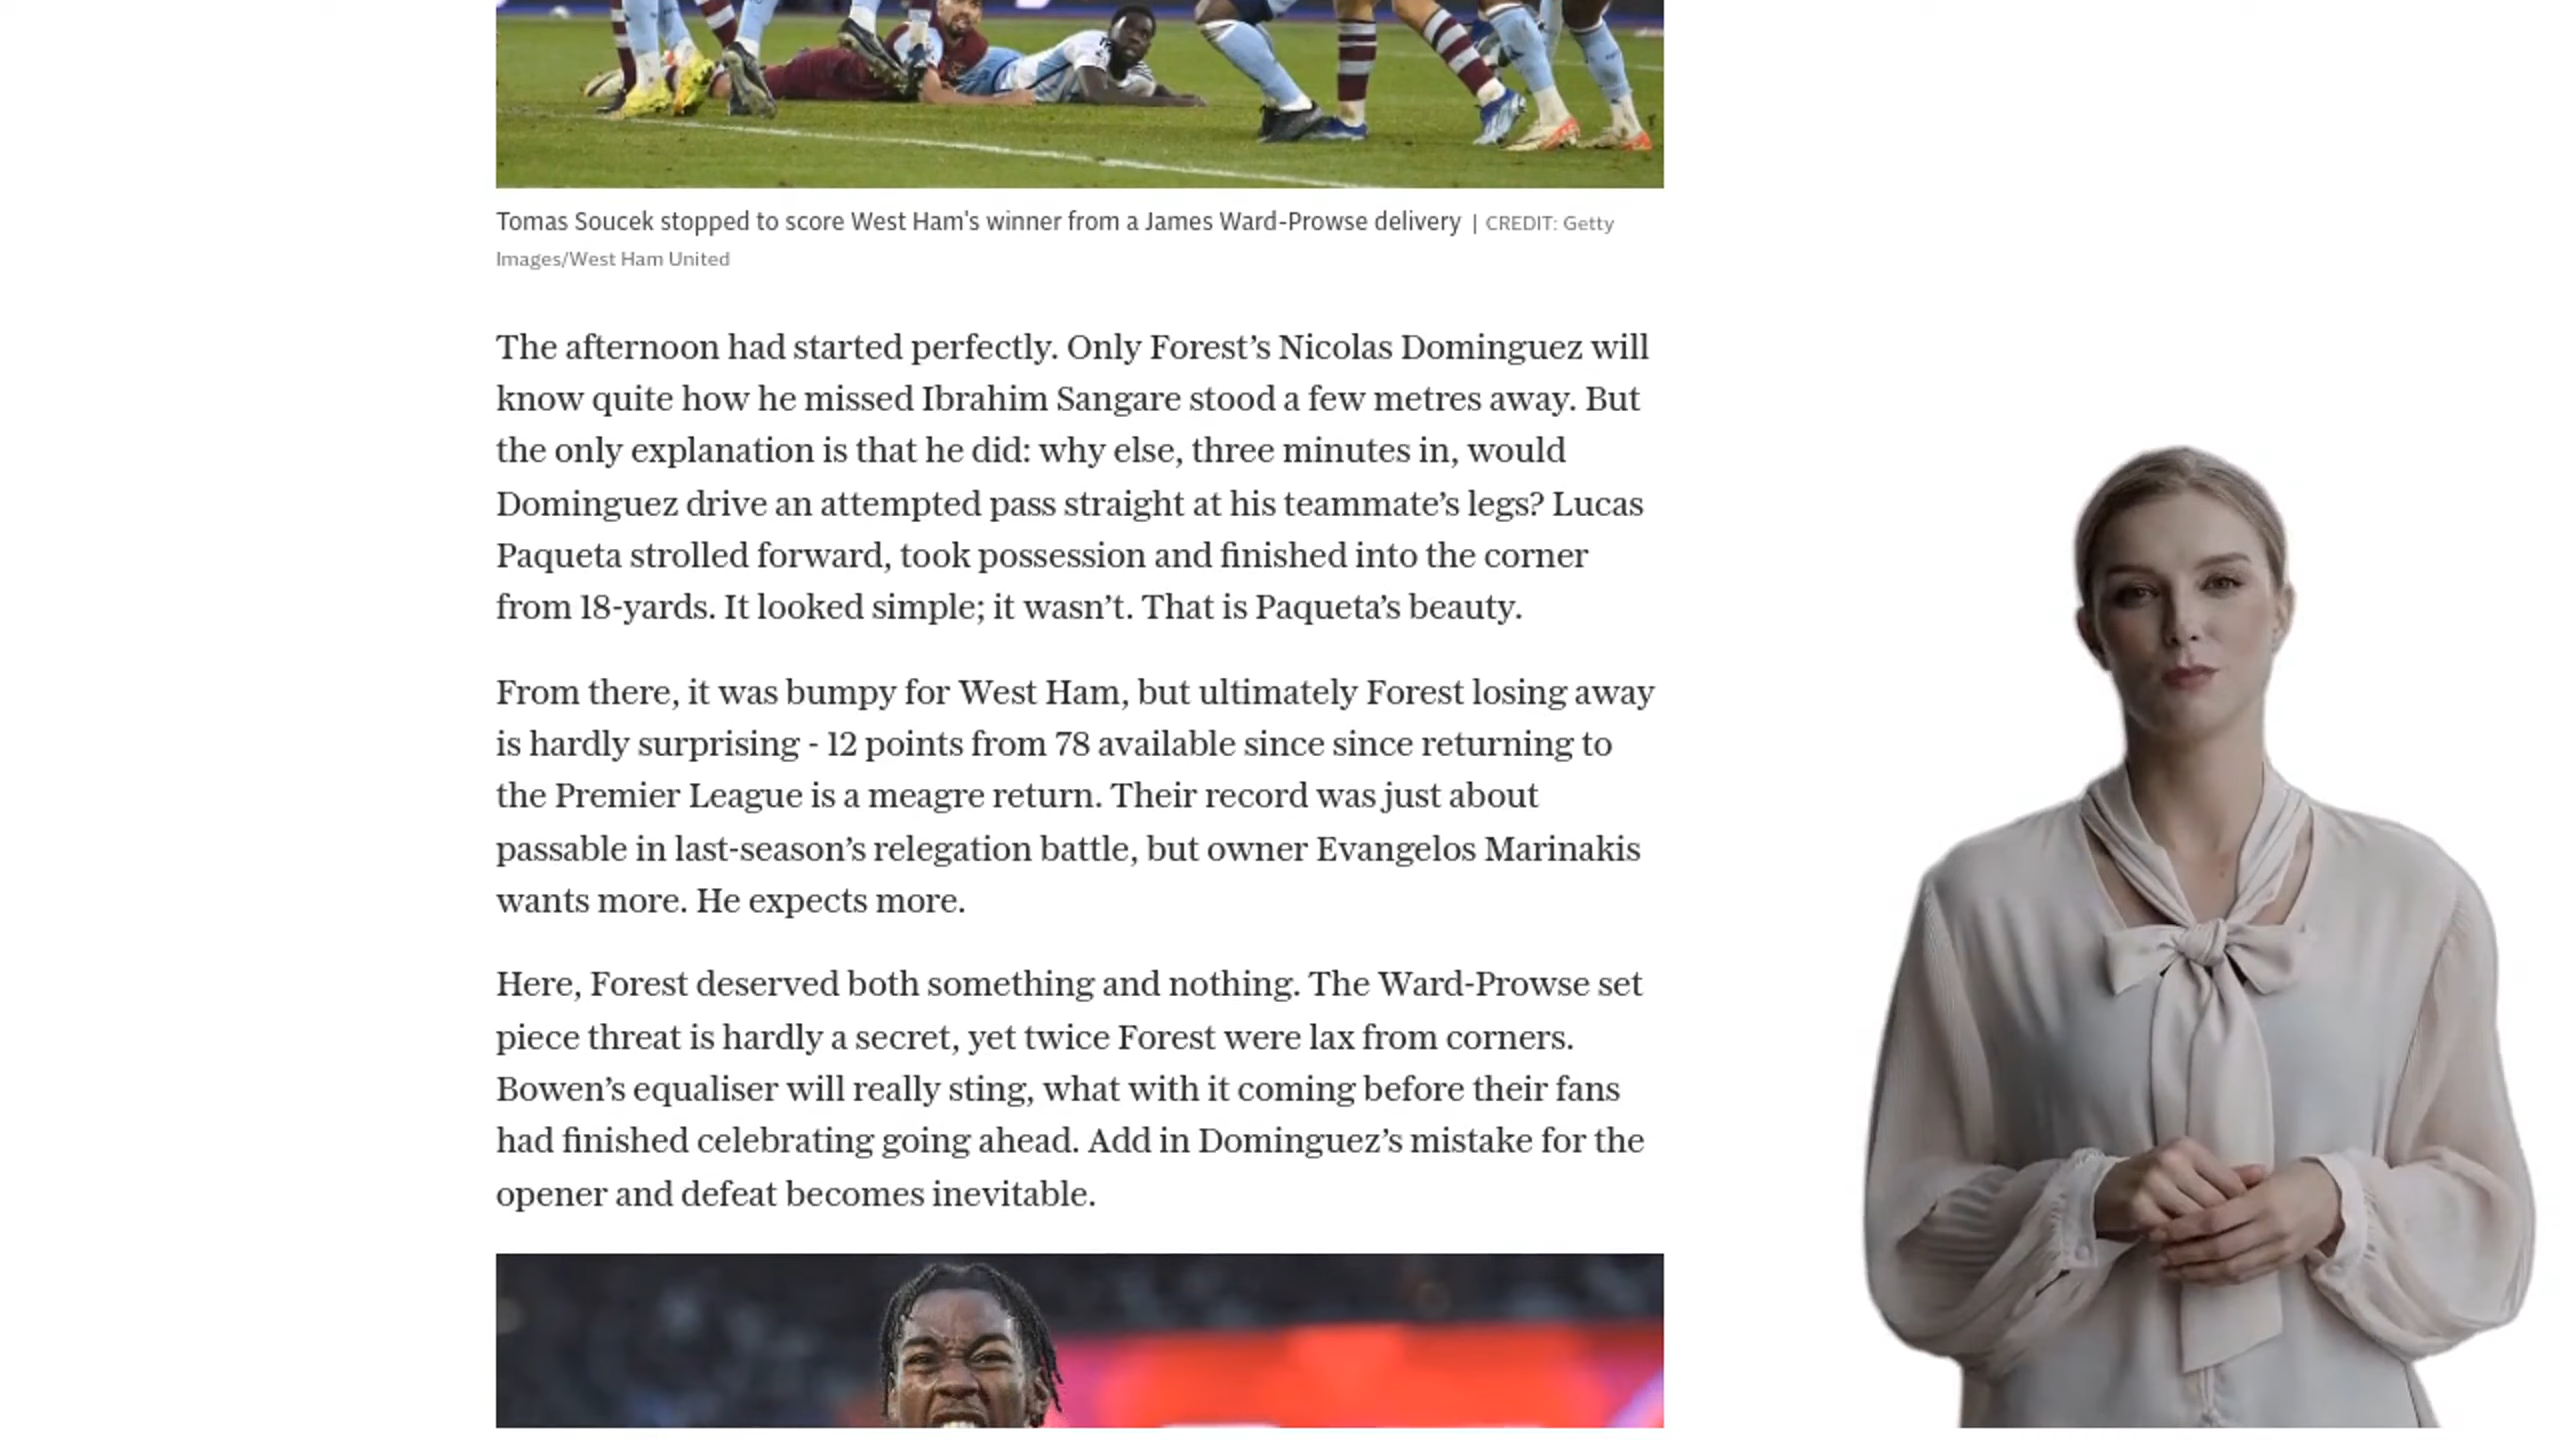 Tomas Soucek stopped to score West Ham's winner from a James Ward-Prowse delivery | CREDIT: Getty
Images/West Ham United
The afternoon had started perfectly. Only Forest’s Nicolas Dominguez will
know quite how he missed Ibrahim Sangare stood a few metres away. But
the only explanation is that he did: why else, three minutes in, would
Dominguez drive an attempted pass straight at his teammate’s legs? Lucas
Paqueta strolled forward, took possession and finished into the corner
from 18-yards. It looked simple; it wasn’t. That is Paqueta’s beauty.
From there, it was bumpy for West Ham, but ultimately Forest losing away
is hardly surprising - 12 points from 78 available since since returning to
the Premier League is a meagre return. Their record was just about
passable in last-season’s relegation battle, but owner Evangelos Marinakis
wants more. He expects more.
Here, Forest deserved both something and nothing. The Ward-Prowse set
piece threat is hardly a secret, yet twice Forest were lax from corners.
Bowen’s equaliser will really sting, what with it coming before their fans
had finished celebrating going ahead. Add in Dominguez’s mistake for the
opener and defeat becomes inevitable.